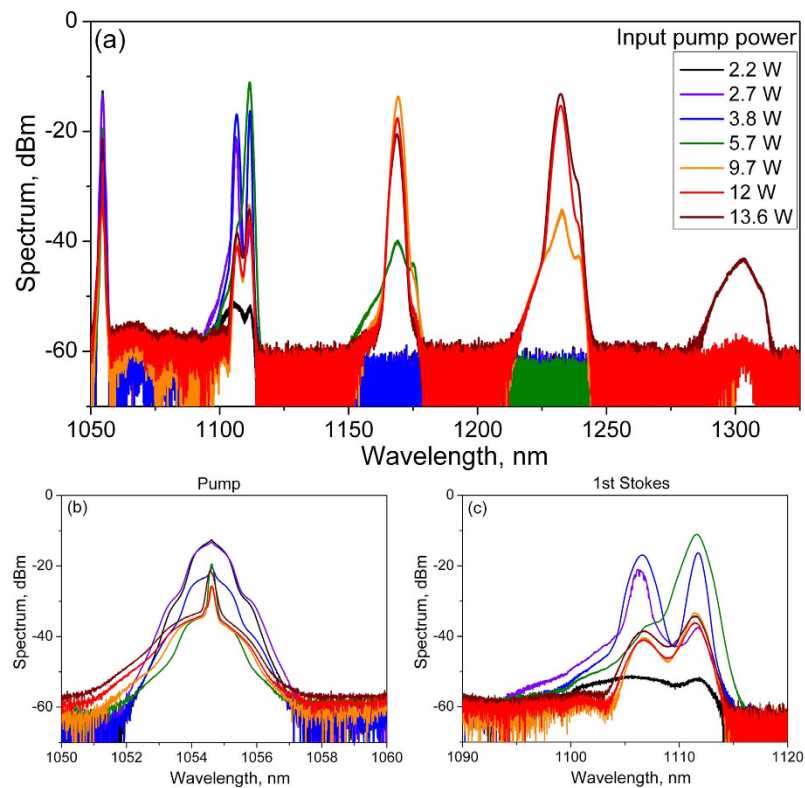 (a)
Input pump power
2.2 W
2.7 W
3.8 W
5.7 W
9.7 W
12 W
13.6 W
0
-20
-40
-60
Spectrum, dBm
1050 1100 1150 1200 1250 1300
Wavelength, nm
Pump
(b)
0
-20
-40
-60
Spectrum, dBm
1050 1052 1054 1056 1058 1060
Wavelength, nm
1st Stokes
(c)
0
-20
-40
-60
Spectrum, dBm
1090 1100 1110 1120
Wavelength, nm